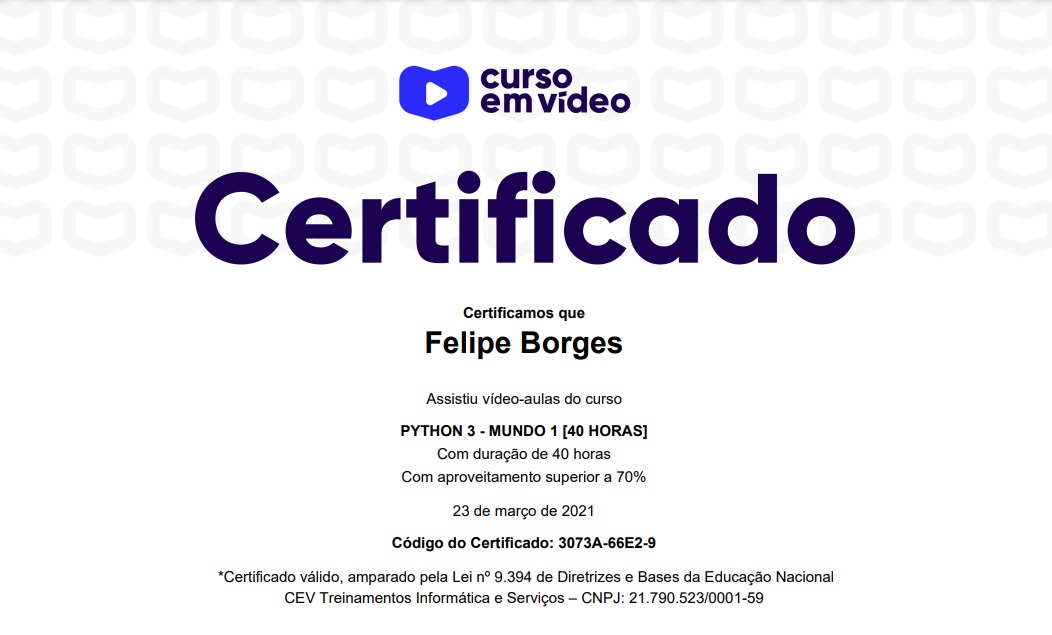 curso
em vídeo
Certificado
Certificamos que
Felipe Borges
Assistiu vídeo-aulas do curso
PYTHON 3 - MUNDO 1 [40 HORAS]
Com duração de 40 horas
Com aproveitamento superior a 70%
23 de março de 2021
Código do Certificado: 3073A-66E2-9
*Certificado válido, amparado pela Lei nº 9.394 de Diretrizes e Bases da Educação Nacional
CEV Treinamentos Informática e Serviços – CNPJ: 21.790.523/0001-59